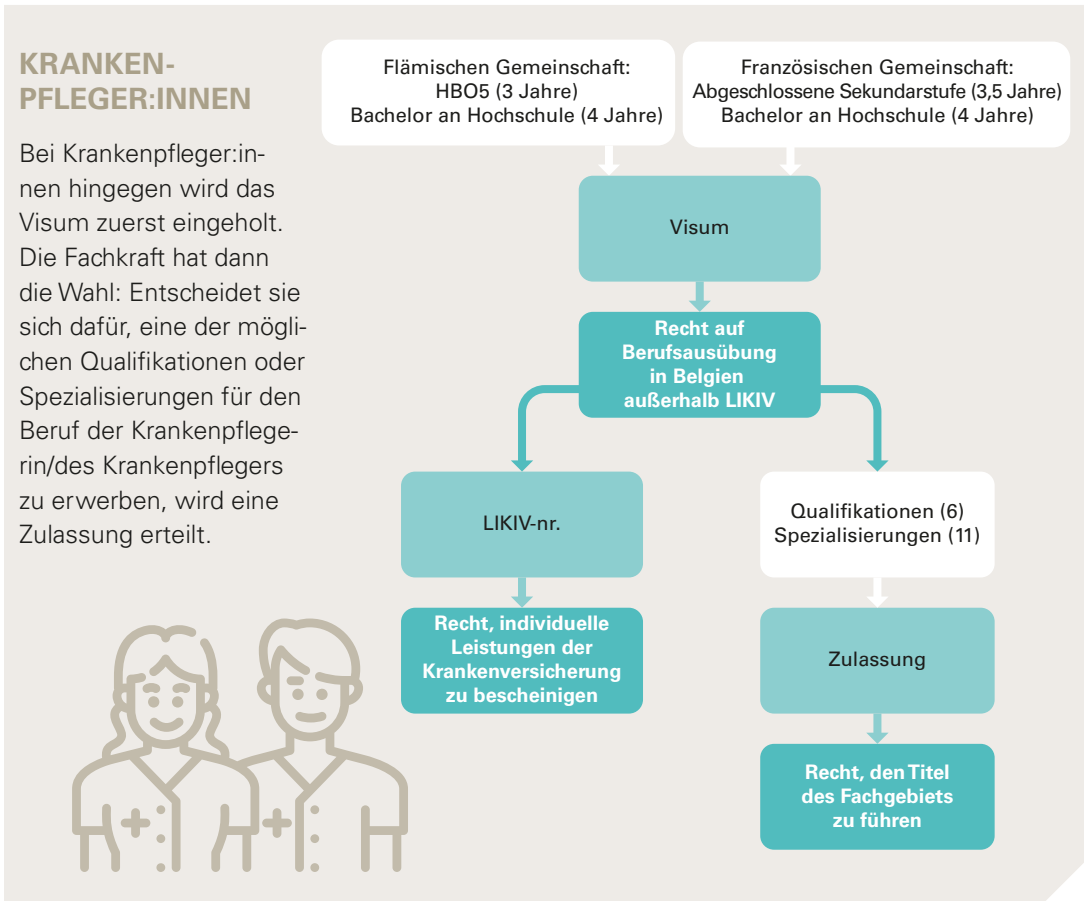 KRANKEN-
PFLEGER:INNEN
Bei Krankenpfleger:in-
nen hingegen wird das
Visum zuerst eingeholt.
Die Fachkraft hat dann
die Wahl: Entscheidet sie
sich dafür, eine der mögli-
chen Qualifikationen oder
Spezialisierungen für den
Beruf der Krankenpflege-
rin/des Krankenpflegers
zu erwerben, wird eine
Zulassung erteilt.
Flämischen Gemeinschaft:
HBO5 (3 Jahre)
Bachelor an Hochschule (4 Jahre)
Französischen Gemeinschaft:
Abgeschlossene Sekundarstufe (3,5 Jahre)
Bachelor an Hochschule (4 Jahre)
Visum
Recht auf
Berufsausübung
in Belgien
außerhalb LIKIV
LIKIV-nr.
Recht, individuelle
Leistungen der
Krankenversicherung
zu bescheinigen
Qualifikationen (6)
Spezialisierungen (11)
Zulassung
Recht, den Titel
des Fachgebiets
zu führen